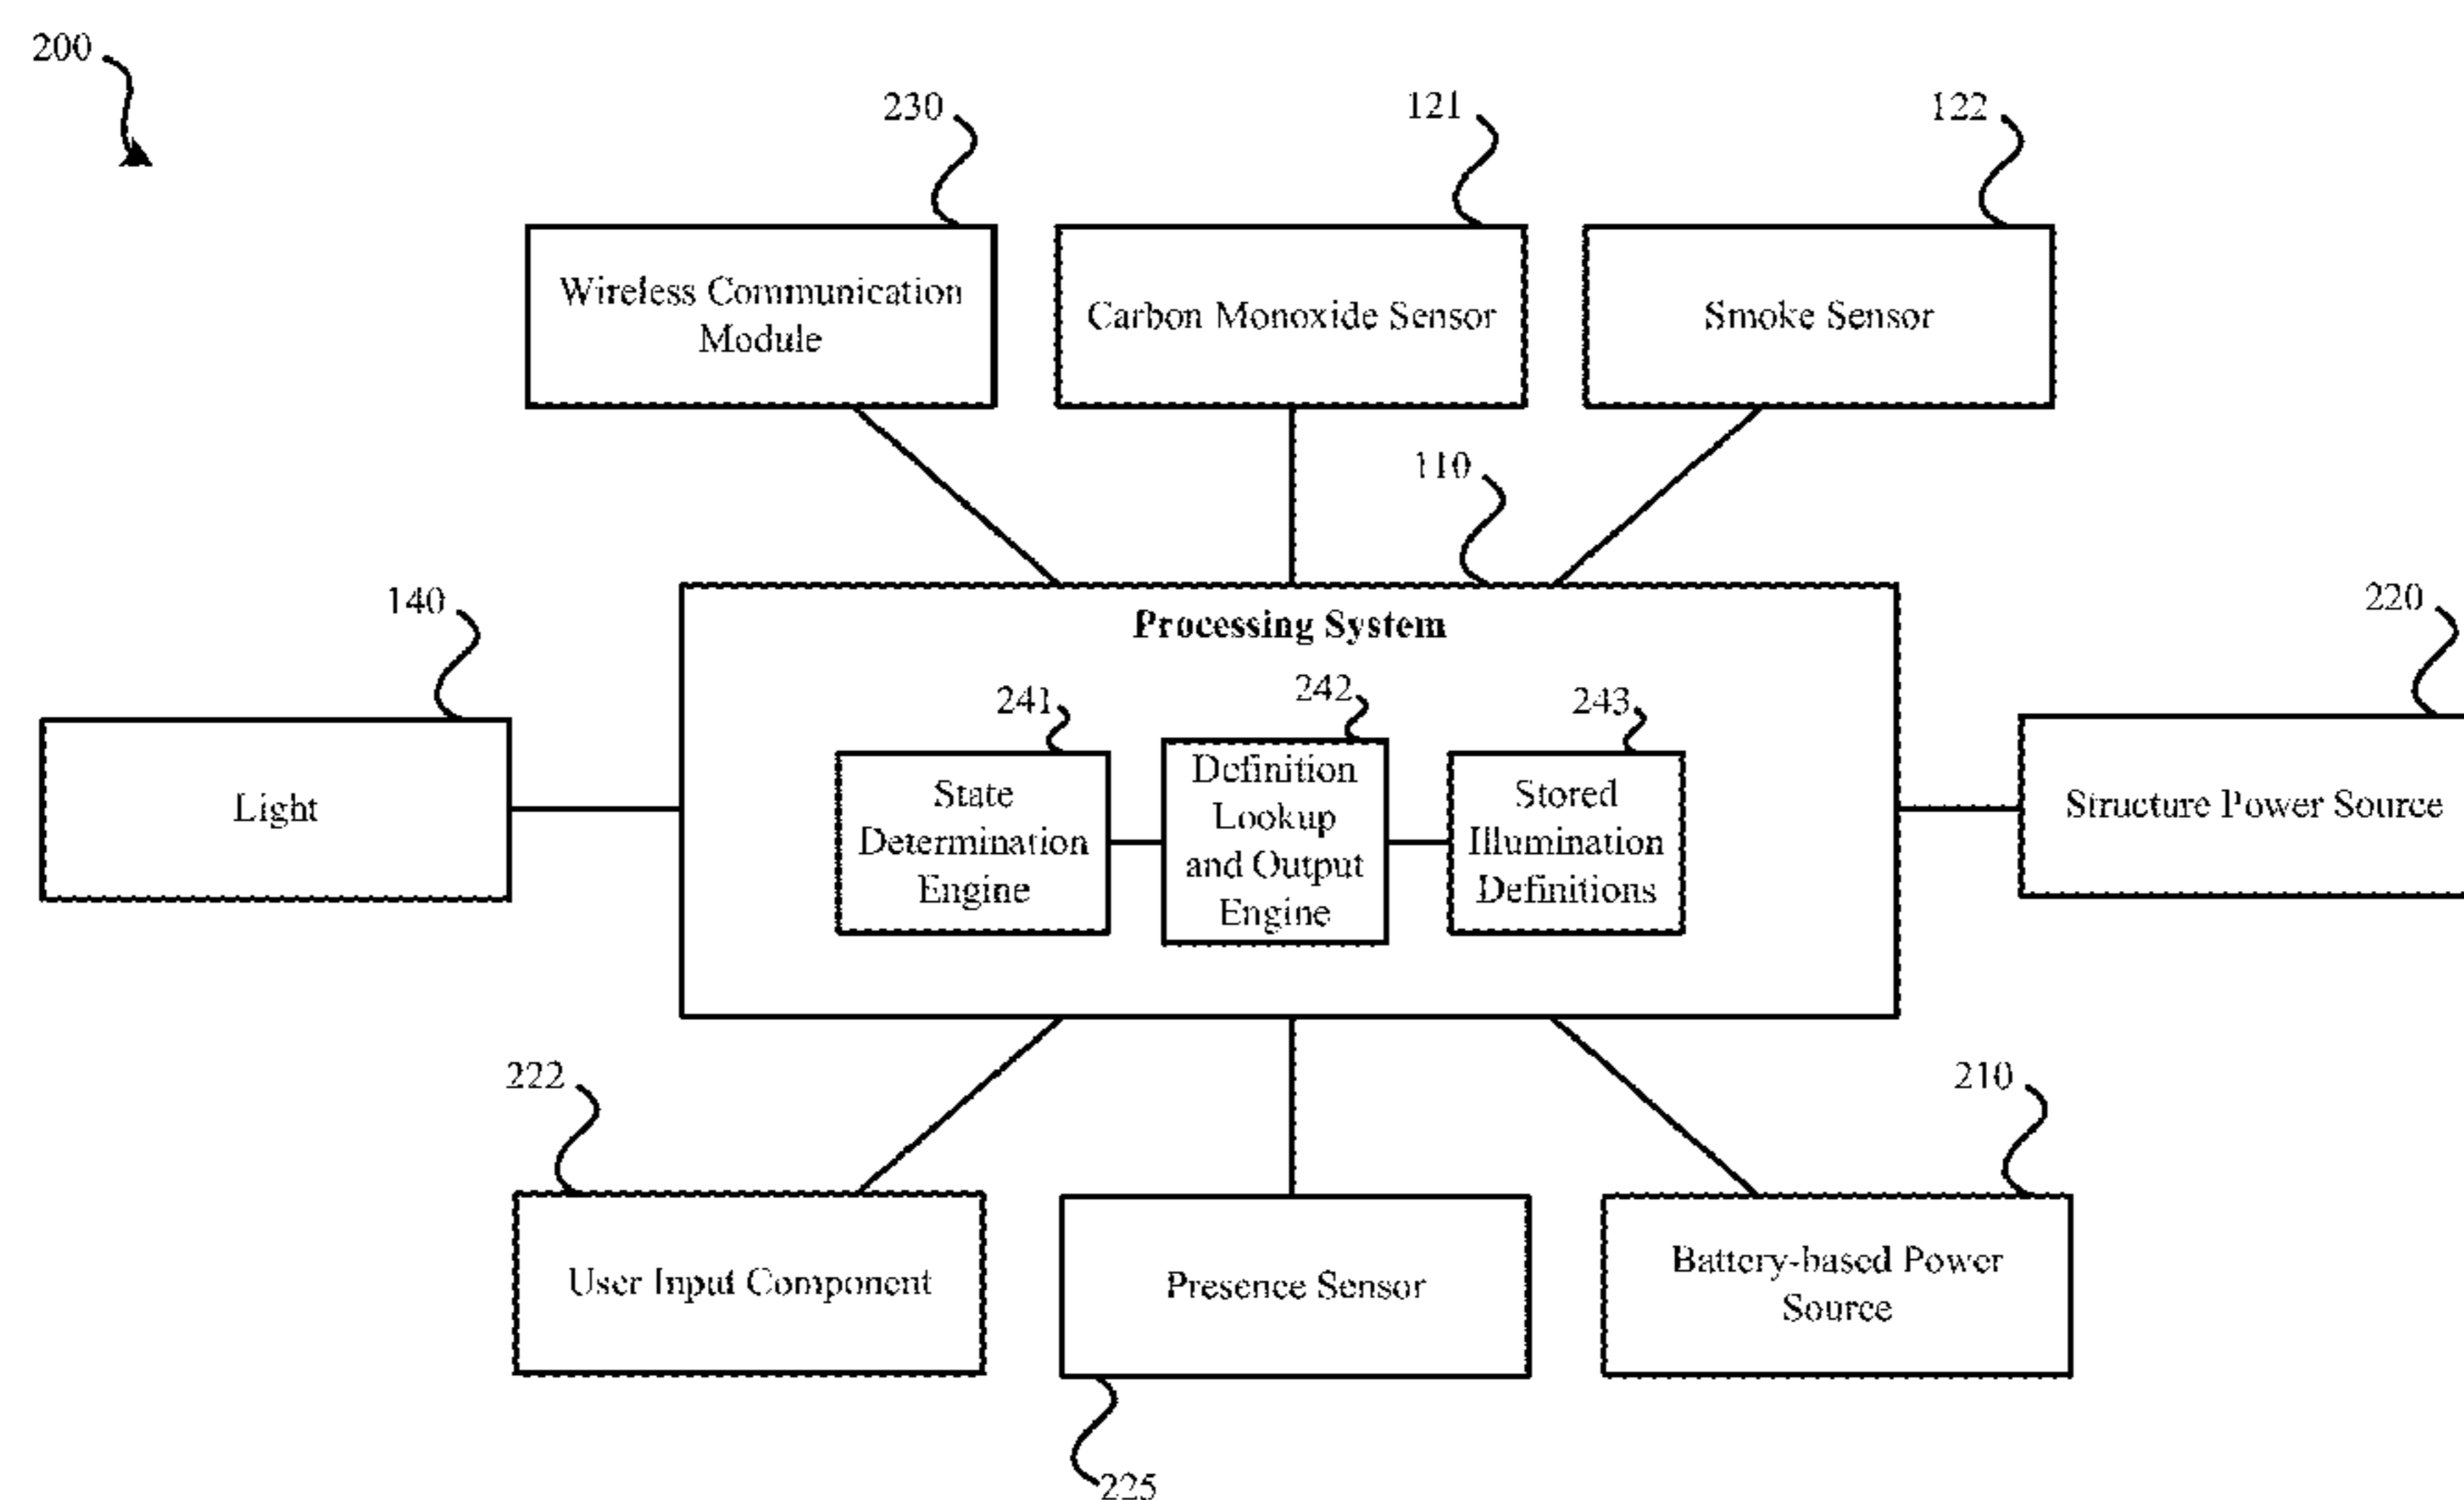 200
230
121
122
Wireless Communication
Module
Carbon Monoxide Sensor
Smoke Sensor
110
140
220
Processing System
241
242
243
Light
State
Determination
Engine
Definition
Lookup
and Output
Engine
Stored
Illumination
Definitions
Structure Power Source
222
210
User Input Component
Presence Sensor
Battery-based Power
Source
225